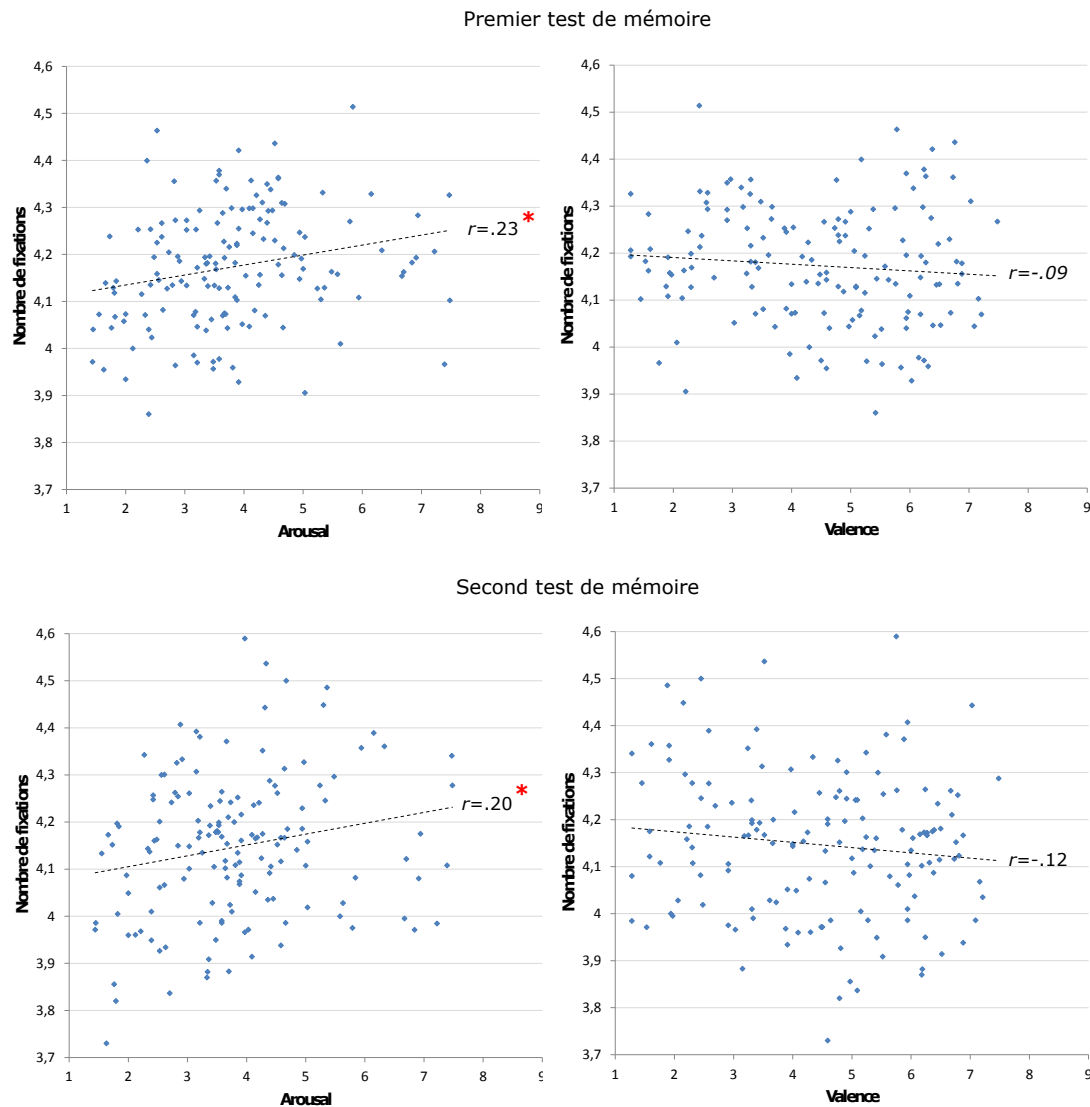 Premier test de mémoire
Nombre de fixations
4,6
4,5
4,4
4,3
4,2
4,1
4
3,9
3,8
3,7
r=.23 *
1 2 3 4 5 6 7 8 9
Arousal
Nombre de fixations
4,6
4,5
4,4
4,3
4,2
4,1
4
3,9
3,8
3,7
r=-.09
1 2 3 4 5 6 7 8 9
Valence
Second test de mémoire
Nombre de fixations
4,6
4,5
4,4
4,3
4,2
4,1
4
3,9
3,8
3,7
r=.20 *
1 2 3 4 5 6 7 8 9
Arousal
Nombre de fixations
4,6
4,5
4,4
4,3
4,2
4,1
4
3,9
3,8
3,7
r=-.12
1 2 3 4 5 6 7 8 9
Valence